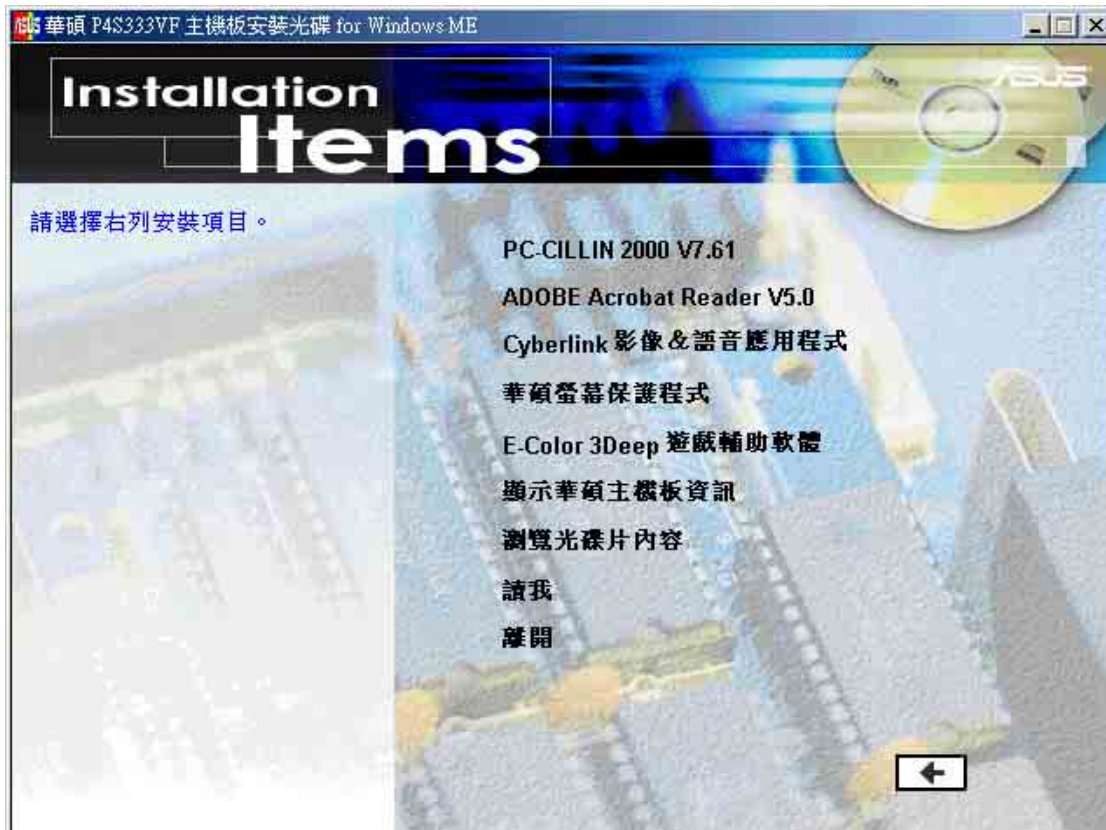 華碩 P4S333VF 主機板安裝光碟 for Windows ME
Installation
Items
ASUS
請選擇右列安裝項目。
PC-CILLIN 2000 V7.61
ADOBE Acrobat Reader V5.0
Cyberlink 影像＆語音應用程式
華碩螢幕保護程式
E-Color 3Deep 遊戲輔助軟體
顯示華碩主機板資訊
瀏覽光碟片內容
讀我
離開